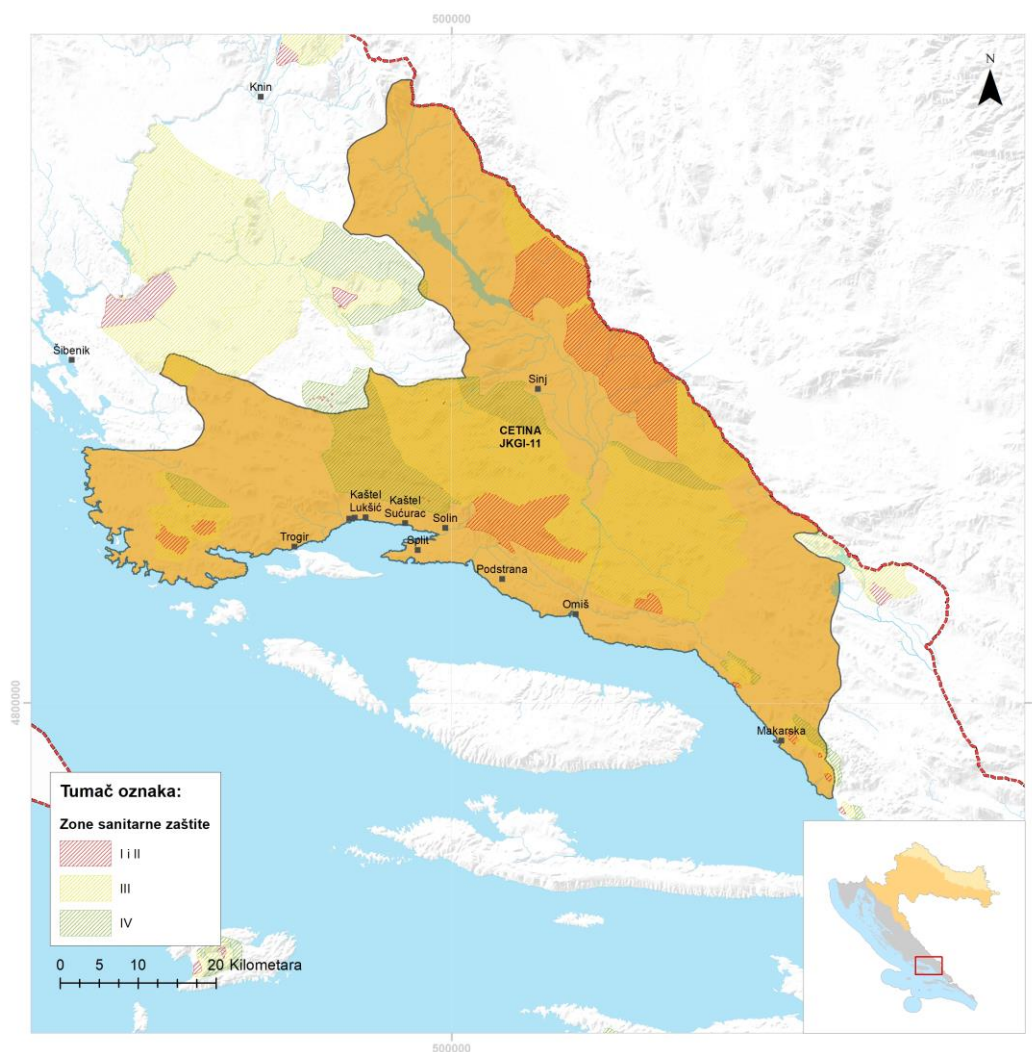 500000
N
Knin
Šibenik
Sinj
CETINA
JKGI-11
Kaštel
Lukšić
Kaštel
Sućurac
Solin
Trogir
Split
Podstrana
Omiš
4800000
4800000
Makarska
Tumač oznaka:
Zone sanitarne zaštite
I i II
III
IV
0 5 10 20 Kilometara
500000